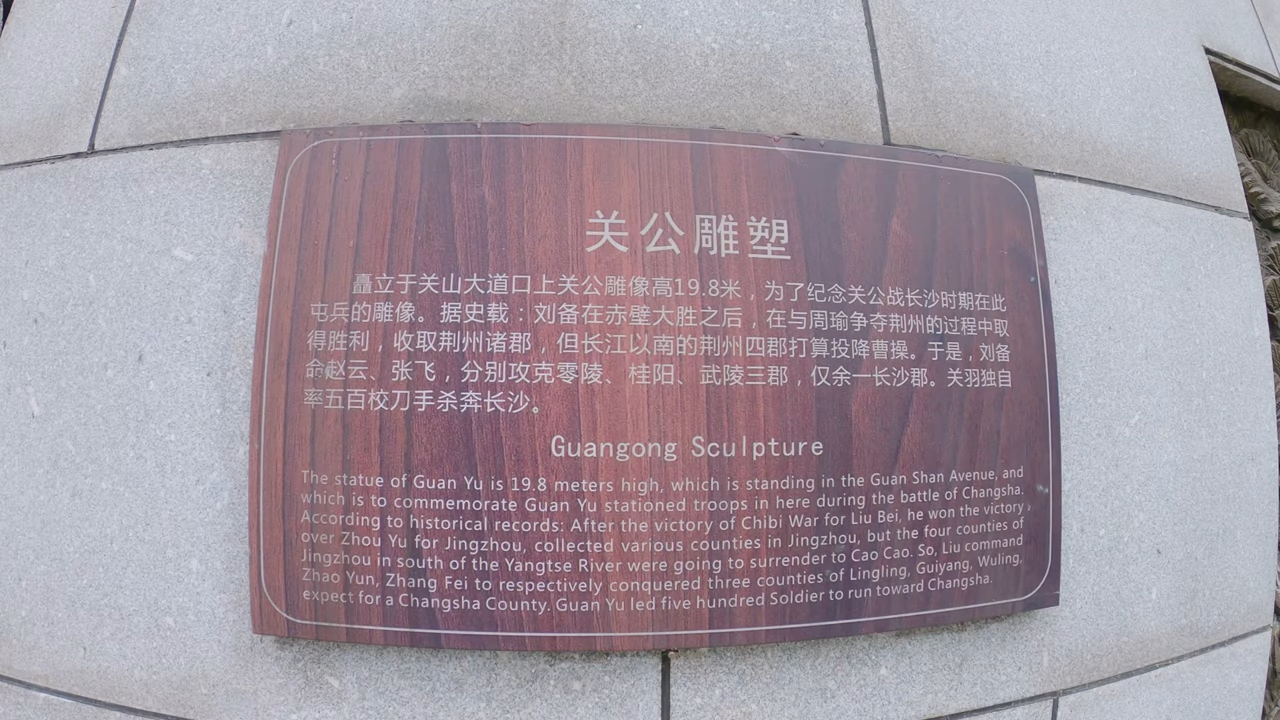 关公雕塑
矗立于关山大道口上关公雕像高19.8米，为了纪念关公战长沙时期在此
屯兵的雕像。据史载：刘备在赤壁大胜之后，在与周瑜争夺荆州的过程中取
得胜利，收取荆州诸郡，但长江以南的荆州四郡打算投降曹操。于是，刘备
命赵云、张飞，分别攻克零陵、桂阳、武陵三郡，仅余一长沙郡。关羽独自
率五百校刀手杀奔长沙。
Guangong Sculpture
The statue of Guan Yu is 19.8 meters high, which is standing in the Guan Shan Avenue, and
which is to commemorate Guan Yu stationed troops in here during the battle of Changsha.
According to historical records: After the victory of Chibi War for Liu Bei, he won the victory
over Zhou Yu for Jingzhou, collected various counties in Jingzhou, but the four counties of
Jingzhou in south of the Yangtse River were going to surrender to Cao Cao. So, Liu command
Zhao Yun, Zhang Fei to respectively conquered three counties of Lingling, Guiyang, Wuling,
expect for a Changsha County. Guan Yu led five hundred Soldier to run toward Changsha.